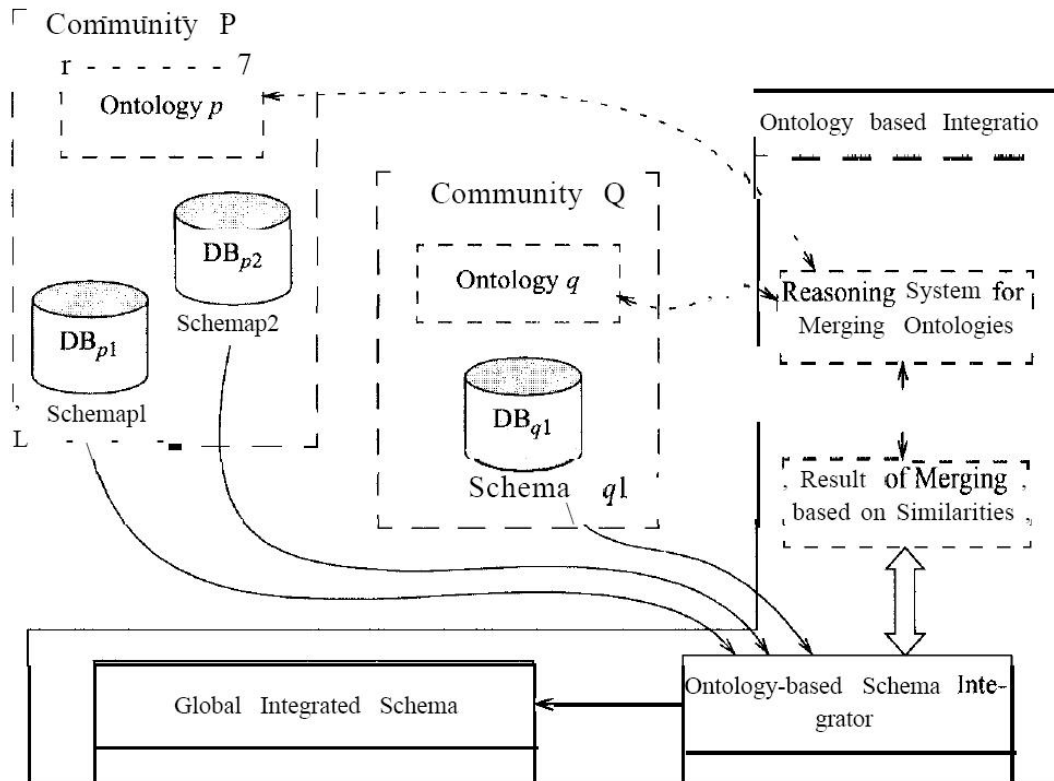 Community P
Ontology p
DBp2
Schemap2
DBp1
Schemap1
Community Q
Ontology q
DBq1
Schema q1
Ontology based Integratio
Reasoning System for
Merging Ontologies
Result of Merging
based on Similarities
Ontology-based Schema Inte-
grator
Global Integrated Schema